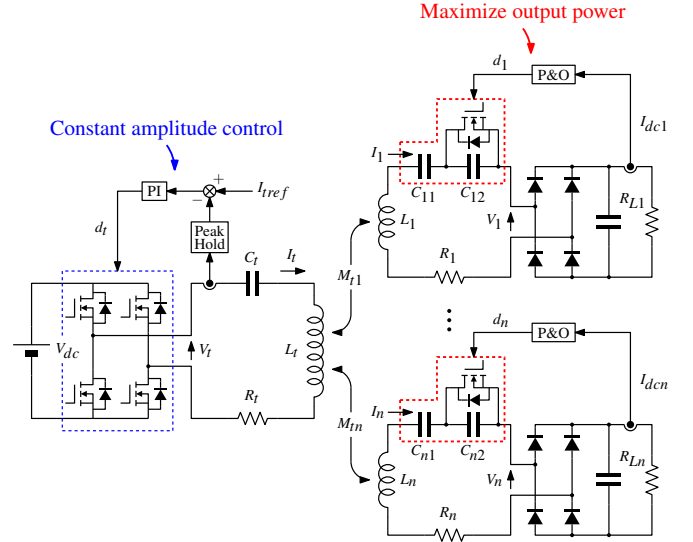 Maximize output power
d1
P&O
Constant amplitude control
I1
C11
C12
Idc1
PI
+
−
Itref
dt
Peak
Hold
L1
V1
RL1
R1
Ct
It
Mt1
Vdc
Vt
Lt
Rt
Mtn
dn
P&O
In
Cn1
Cn2
Idcn
Ln
Vn
RLn
Rn